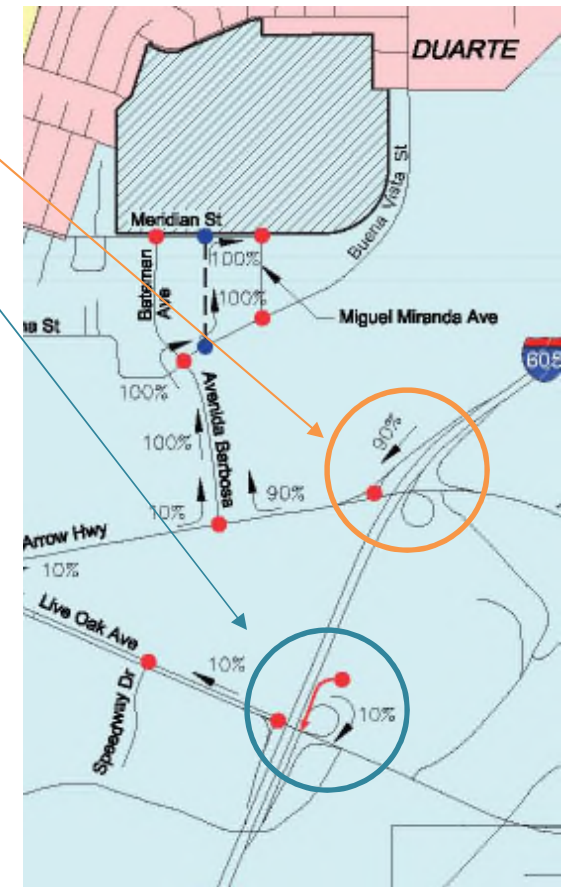 DUARTE
Meridian St
100%
Bateman
Ave
Buena Vista St
100%
Miguel Miranda Ave
na St
605
100%
Avenida Barbosa
90%
100%
90%
10%
Arrow Hwy
10%
Live Oak Ave
10%
Speedway Dr
10%